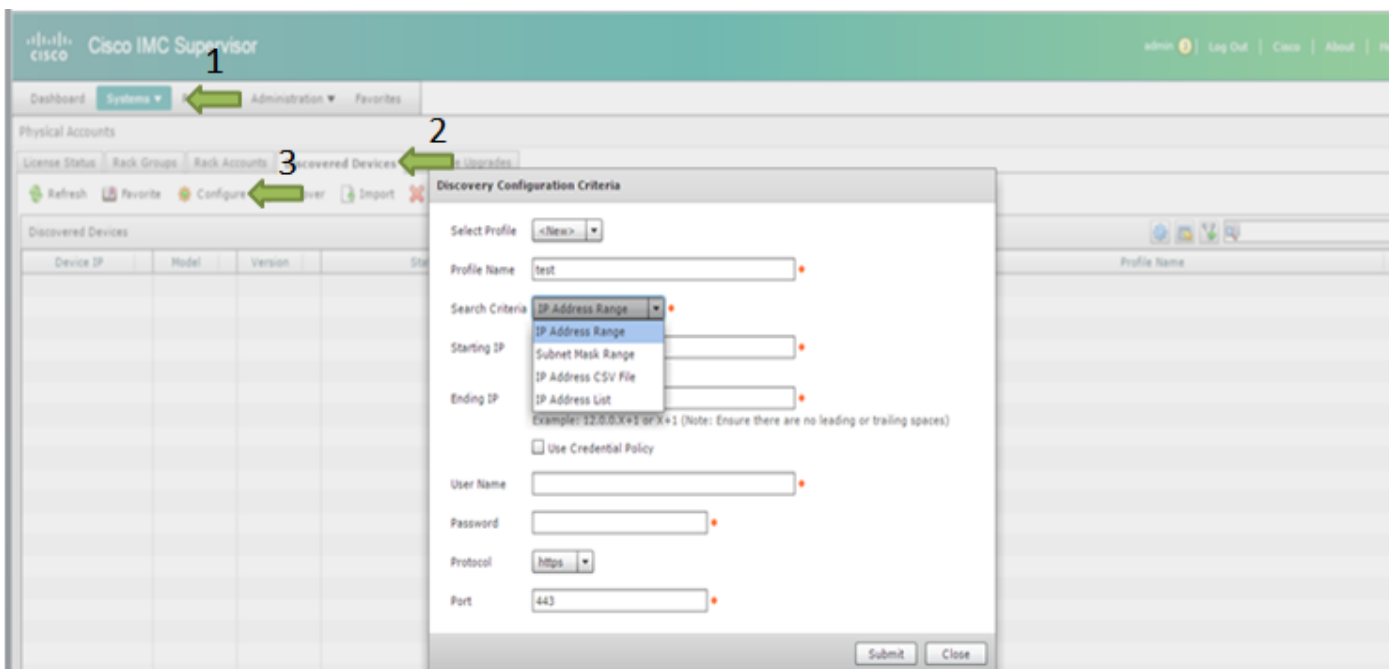 CISCO Cisco IMC Supervisor
admin Log Out | Cisco | About |
1
Dashboard Systems ▼ Administration ▼ Favorites
Physical Accounts
2
License Status Rack Groups Rack Accounts Discovered Devices Upgrades
3
Refresh Favorite Configure Import
Discovery Configuration Criteria
Discovered Devices
Device IP Model Version Profile Name
Select Profile <New>
Profile Name test
Search Criteria IP Address Range
IP Address Range
Subnet Mask Range
IP Address CSV File
IP Address List
Starting IP
Ending IP
Example: 12.0.0.X+1 or X+1 (Note: Ensure there are no leading or trailing spaces)
Use Credential Policy
User Name
Password
Protocol https
Port 443
Submit Close